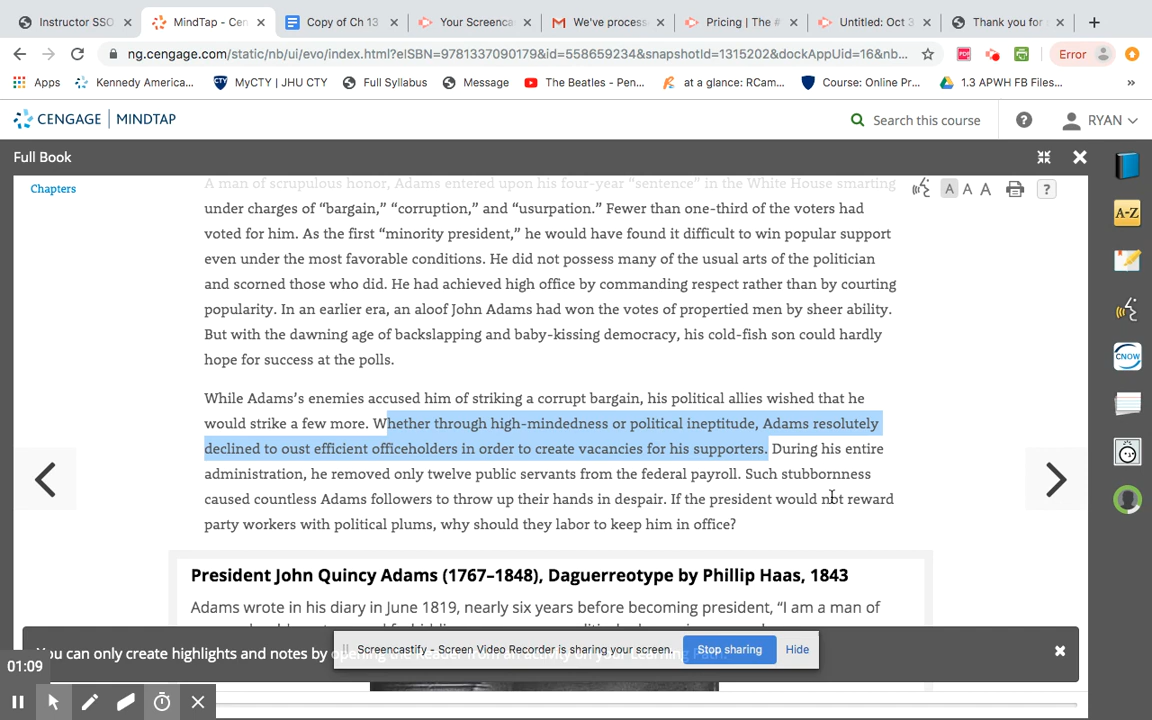 Instructor SSO
MindTap - Cen
Copy of Ch 13
Your Screencas
We've process
Pricing | The #
Untitled: Oct 3
Thank you for
ng.cengage.com/static/nb/ui/evo/index.html?eISBN=9781337090179&id=558659234&snapshotId=1315202&dockAppUid=16&nb...
Error
Apps
Kennedy America...
MyCTY | JHU CTY
Full Syllabus
Message
The Beatles - Pen...
at a glance: RCam...
Course: Online Pr...
1.3 APWH FB Files...
»
CENGAGE | MINDTAP
Search this course
RYAN
Full Book
Chapters
A A A
?
A man of scrupulous honor, Adams entered upon his four-year “sentence” in the White House smarting
under charges of “bargain,” “corruption,” and “usurpation.” Fewer than one-third of the voters had
voted for him. As the first “minority president,” he would have found it difficult to win popular support
even under the most favorable conditions. He did not possess many of the usual arts of the politician
and scorned those who did. He had achieved high office by commanding respect rather than by courting
popularity. In an earlier era, an aloof John Adams had won the votes of propertied men by sheer ability.
But with the dawning age of backslapping and baby-kissing democracy, his cold-fish son could hardly
hope for success at the polls.
While Adams’s enemies accused him of striking a corrupt bargain, his political allies wished that he
would strike a few more. Whether through high-mindedness or political ineptitude, Adams resolutely
declined to oust efficient officeholders in order to create vacancies for his supporters. During his entire
administration, he removed only twelve public servants from the federal payroll. Such stubbornness
caused countless Adams followers to throw up their hands in despair. If the president would not reward
party workers with political plums, why should they labor to keep him in office?
President John Quincy Adams (1767–1848), Daguerreotype by Phillip Haas, 1843
Adams wrote in his diary in June 1819, nearly six years before becoming president, “I am a man of
You can only create highlights and notes by
Screencastify - Screen Video Recorder is sharing your screen.
Stop sharing
Hide
01:09
A-Z
CNOW